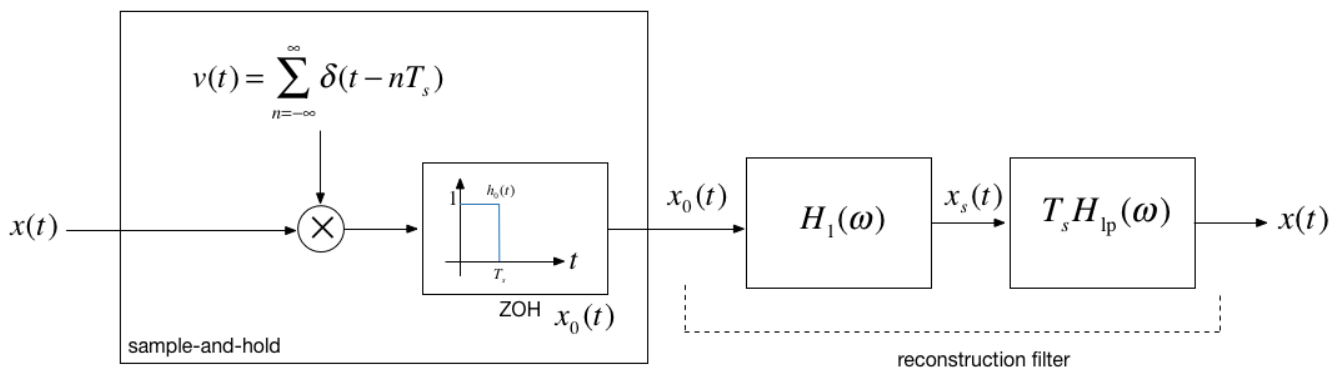 v(t) = ∑ δ(t − nT_s)
∞
n=−∞
1
h_0(t)
t
T_s
x(t)
×
ZOH x_0(t)
sample-and-hold
x_0(t)
H_1(ω)
x_s(t)
T_s H_lp(ω)
x(t)
reconstruction filter